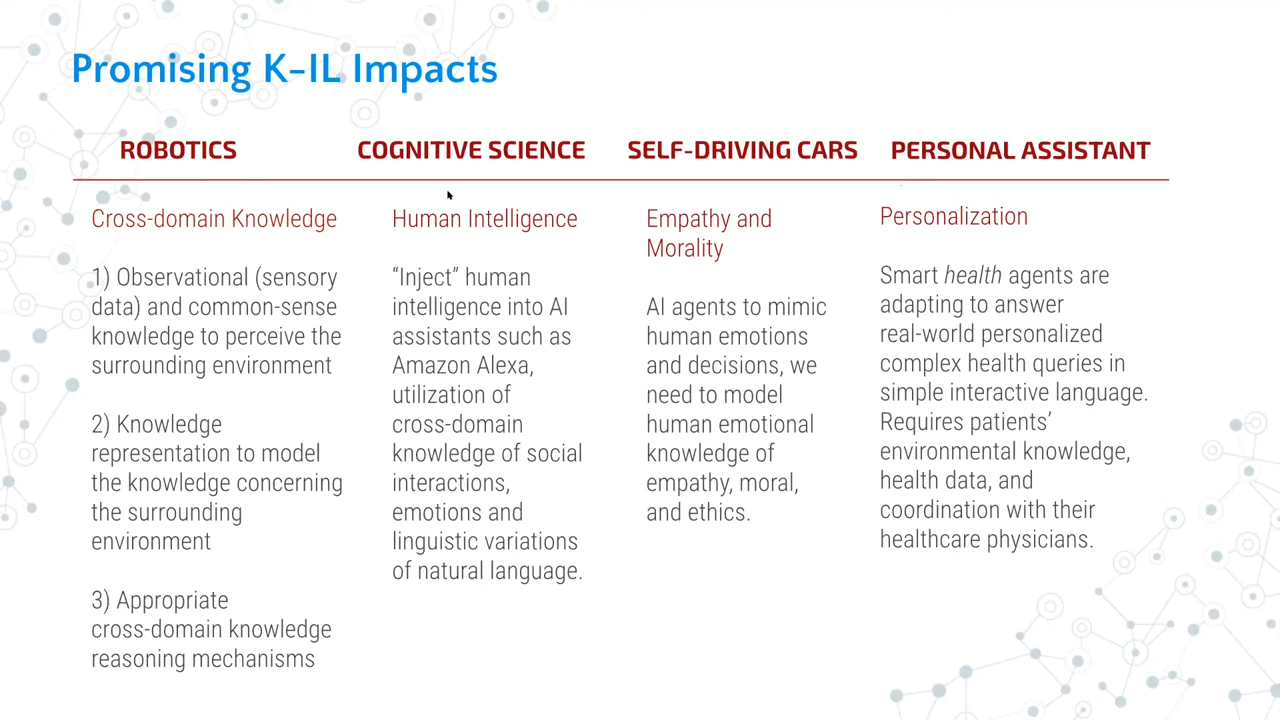 Promising K-IL Impacts
ROBOTICS
Cross-domain Knowledge
1) Observational (sensory
data) and common-sense
knowledge to perceive the
surrounding environment
2) Knowledge
representation to model
the knowledge concerning
the surrounding
environment
3) Appropriate
cross-domain knowledge
reasoning mechanisms
COGNITIVE SCIENCE
Human Intelligence
“Inject” human
intelligence into AI
assistants such as
Amazon Alexa,
utilization of
cross-domain
knowledge of social
interactions,
emotions and
linguistic variations
of natural language.
SELF-DRIVING CARS
Empathy and
Morality
AI agents to mimic
human emotions
and decisions, we
need to model
human emotional
knowledge of
empathy, moral,
and ethics.
PERSONAL ASSISTANT
Personalization
Smart health agents are
adapting to answer
real-world personalized
complex health queries in
simple interactive language.
Requires patients’
environmental knowledge,
health data, and
coordination with their
healthcare physicians.